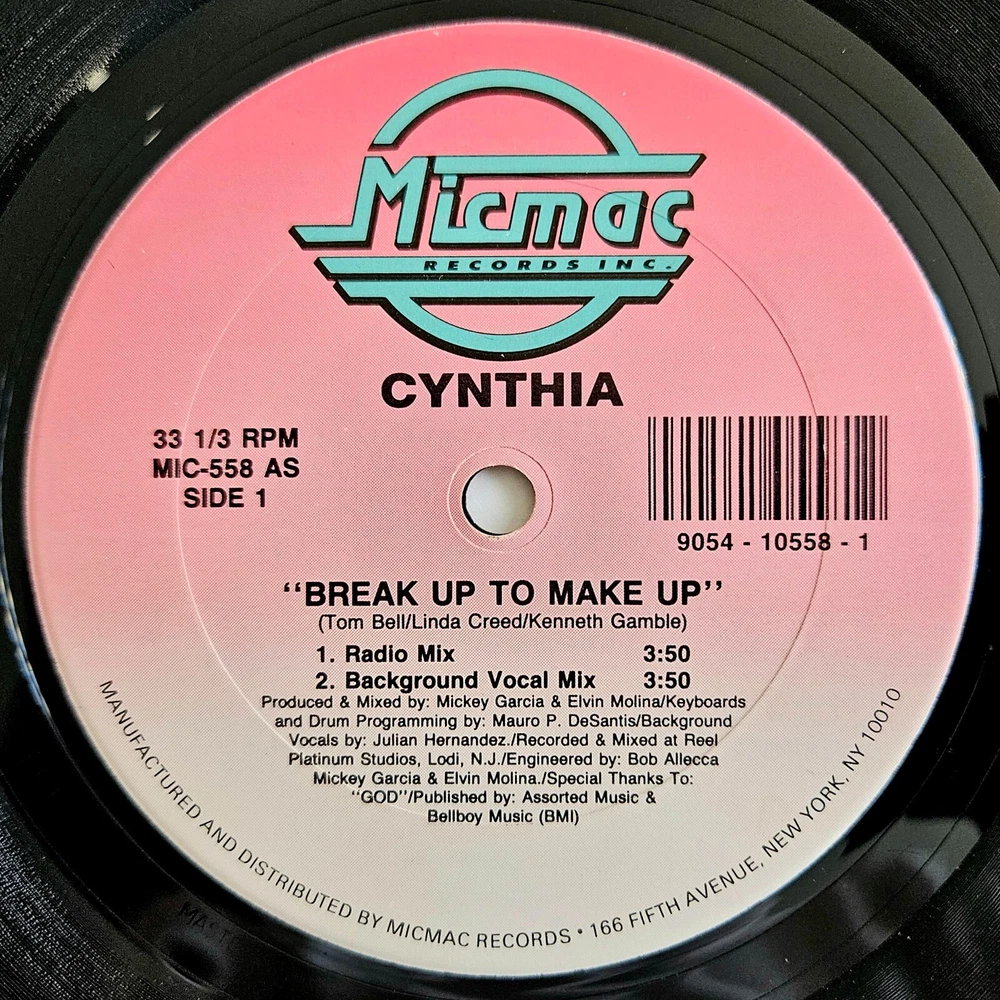 Micmac
RECORDS INC.
CYNTHIA
33 1/3 RPM
MIC-558 AS
SIDE 1
9054 - 10558 - 1
“BREAK UP TO MAKE UP”
(Tom Bell/Linda Creed/Kenneth Gamble)
1. Radio Mix 3:50
2. Background Vocal Mix 3:50
Produced & Mixed by: Mickey Garcia & Elvin Molina/Keyboards
and Drum Programming by: Mauro P. DeSantis/Background
Vocals by: Julian Hernandez./Recorded & Mixed at Reel
Platinum Studios, Lodi, N.J./Engineered by: Bob Allecca
Mickey Garcia & Elvin Molina./Special Thanks To:
“GOD”/Published by: Assorted Music &
Bellboy Music (BMI)
MANUFACTURED AND DISTRIBUTED BY MICMAC RECORDS • 166 FIFTH AVENUE, NEW YORK, NY 10010